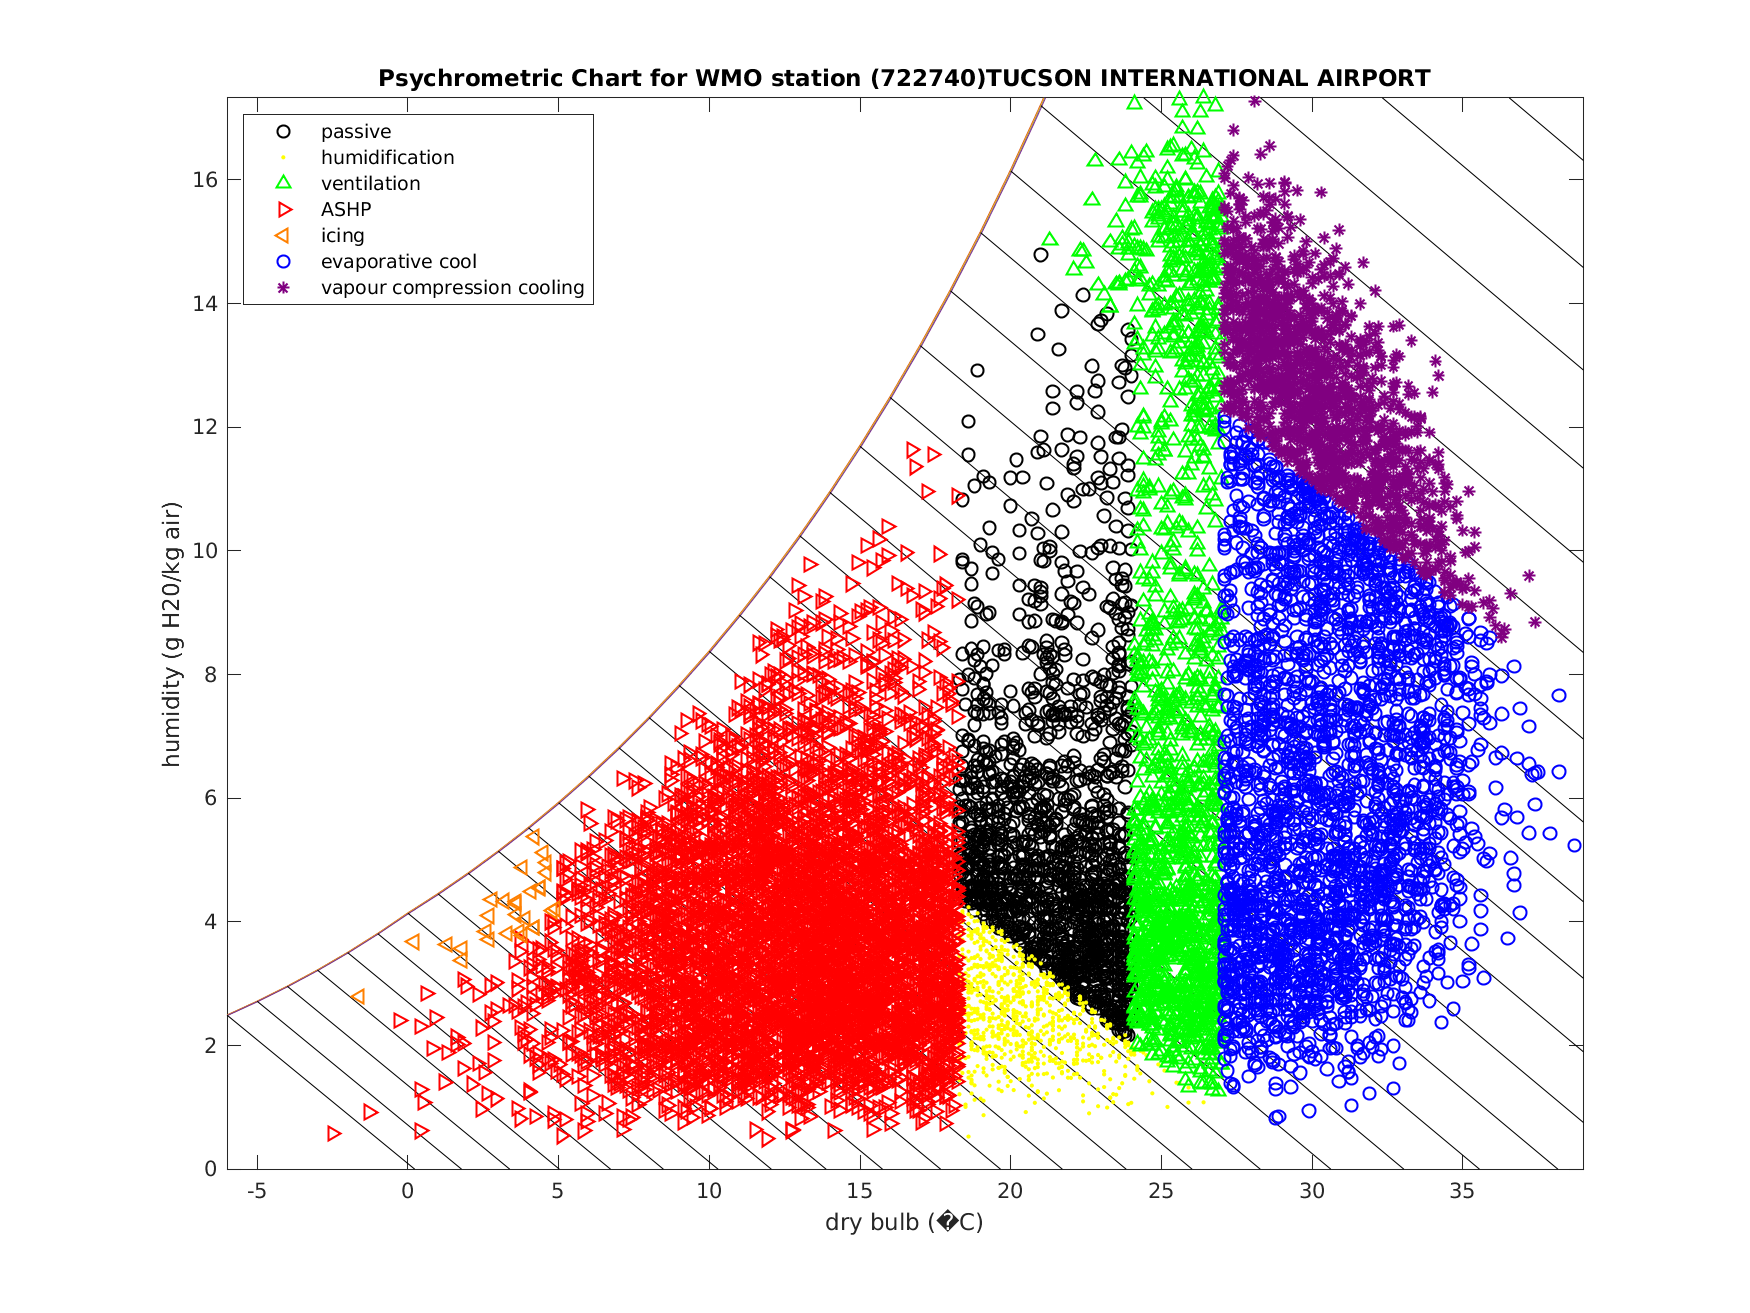 Psychrometric Chart for WMO station (722740)TUCSON INTERNATIONAL AIRPORT
passive
humidification
ventilation
ASHP
icing
evaporative cool
vapour compression cooling
humidity (g H20/kg air)
16
14
12
10
8
6
4
2
0
-5 0 5 10 15 20 25 30 35
dry bulb (�C)